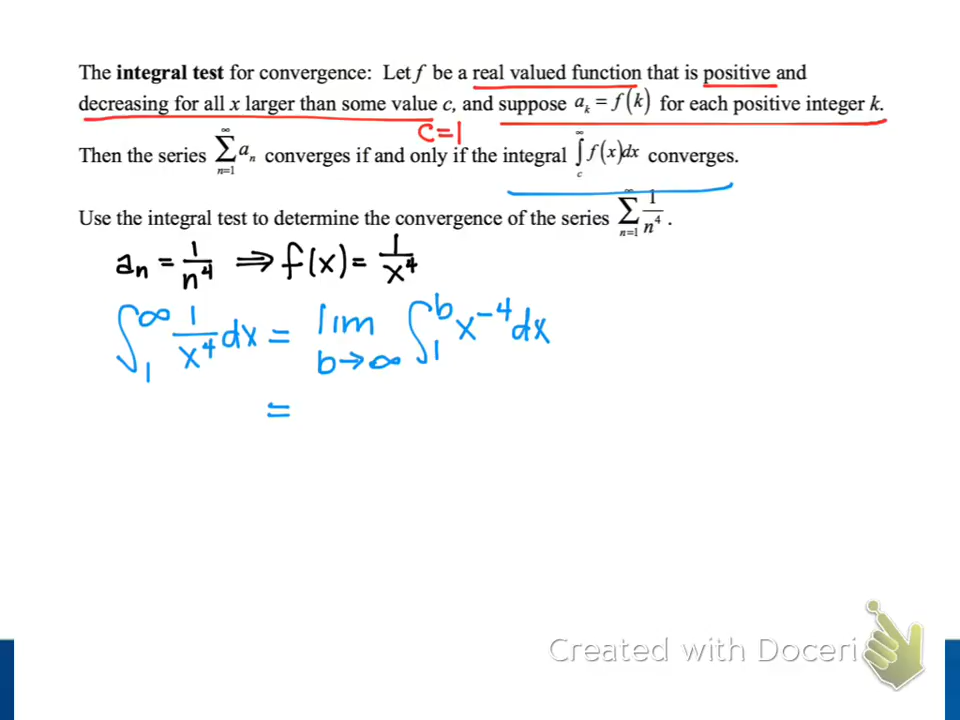 The integral test for convergence: Let f be a real valued function that is positive and
decreasing for all x larger than some value c, and suppose a_k = f(k) for each positive integer k.
c=1
Then the series ∑_{n=1}^{∞} a_n converges if and only if the integral ∫_c^∞ f(x)dx converges.
Use the integral test to determine the convergence of the series ∑_{n=1}^{∞} 1/n^4.
a_n = 1/n^4 ⇒ f(x) = 1/x^4
∫_1^∞ 1/x^4 dx = lim_{b→∞} ∫_1^b x^{-4} dx
=
Created with Doceri